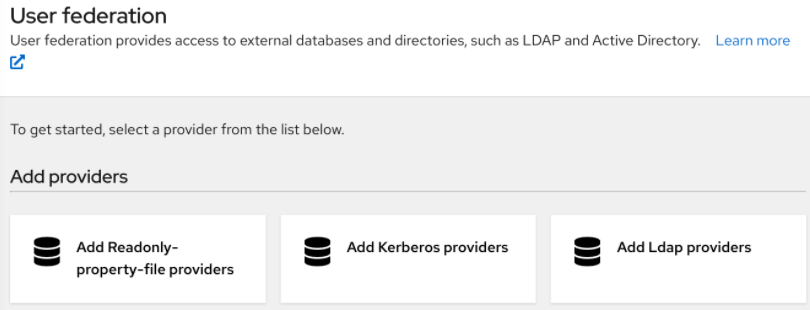 User federation
User federation provides access to external databases and directories, such as LDAP and Active Directory. Learn more
To get started, select a provider from the list below.
Add providers
Add Readonly-
property-file providers
Add Kerberos providers
Add Ldap providers